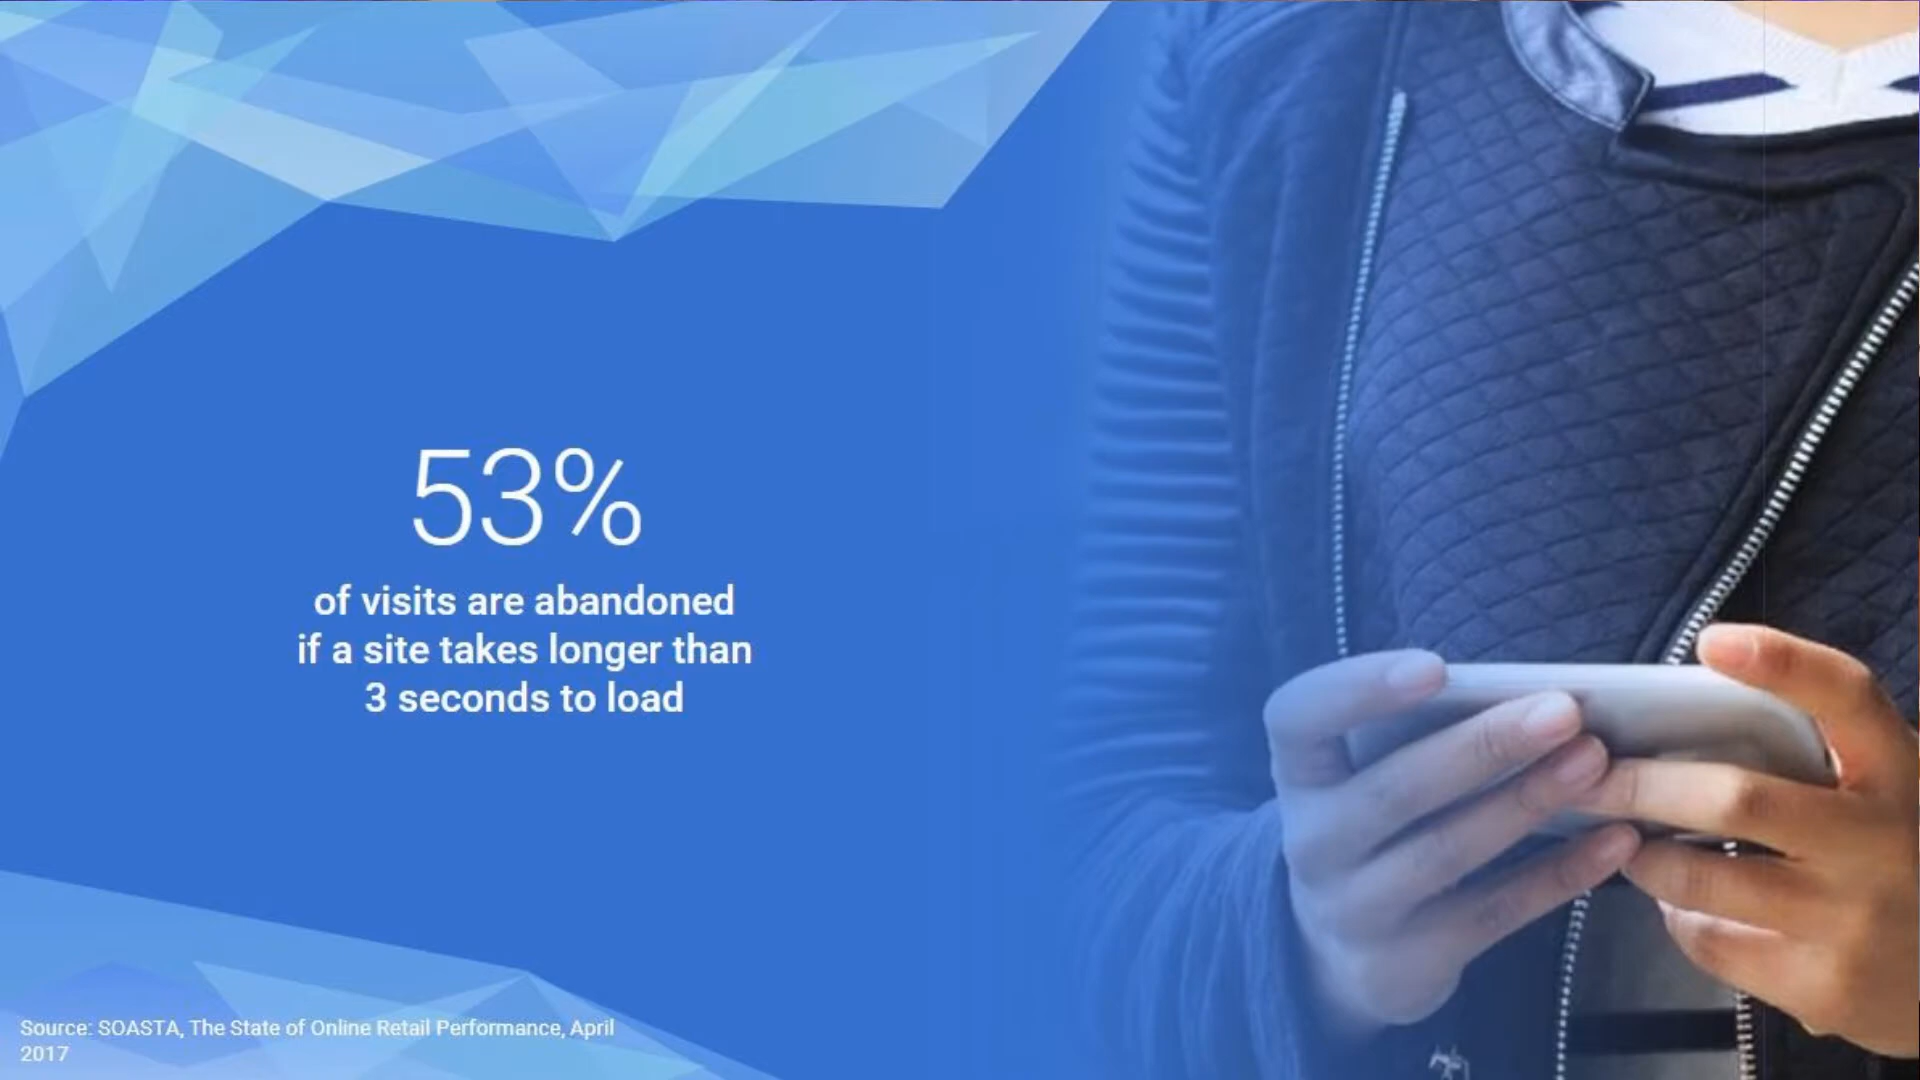 53%
of visits are abandoned
if a site takes longer than
3 seconds to load
Source: SOASTA, The State of Online Retail Performance, April
2017